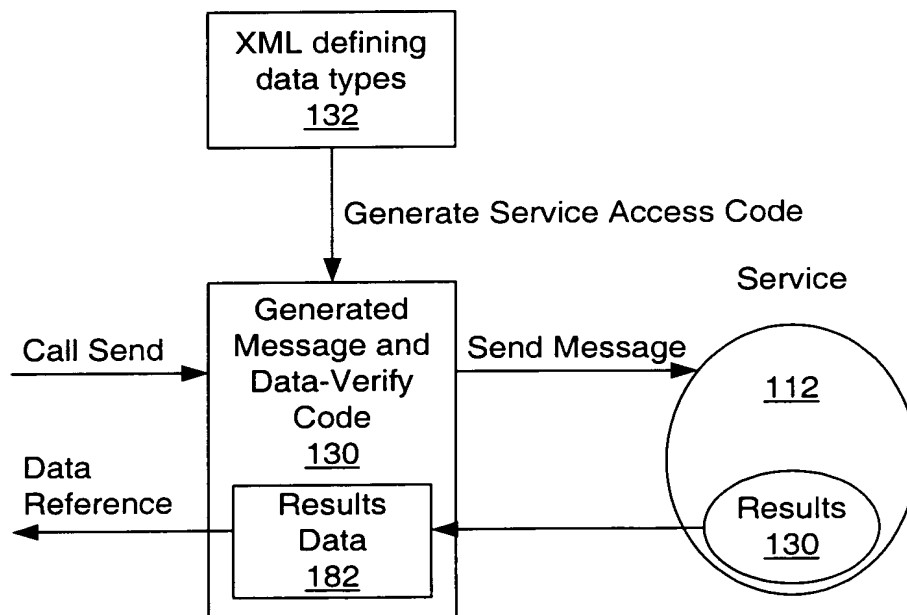 XML defining
data types
132
Generate Service Access Code
Service
Call Send
Generated
Message and
Data-Verify
Code
130
Send Message
112
Data
Reference
Results
Data
182
Results
130